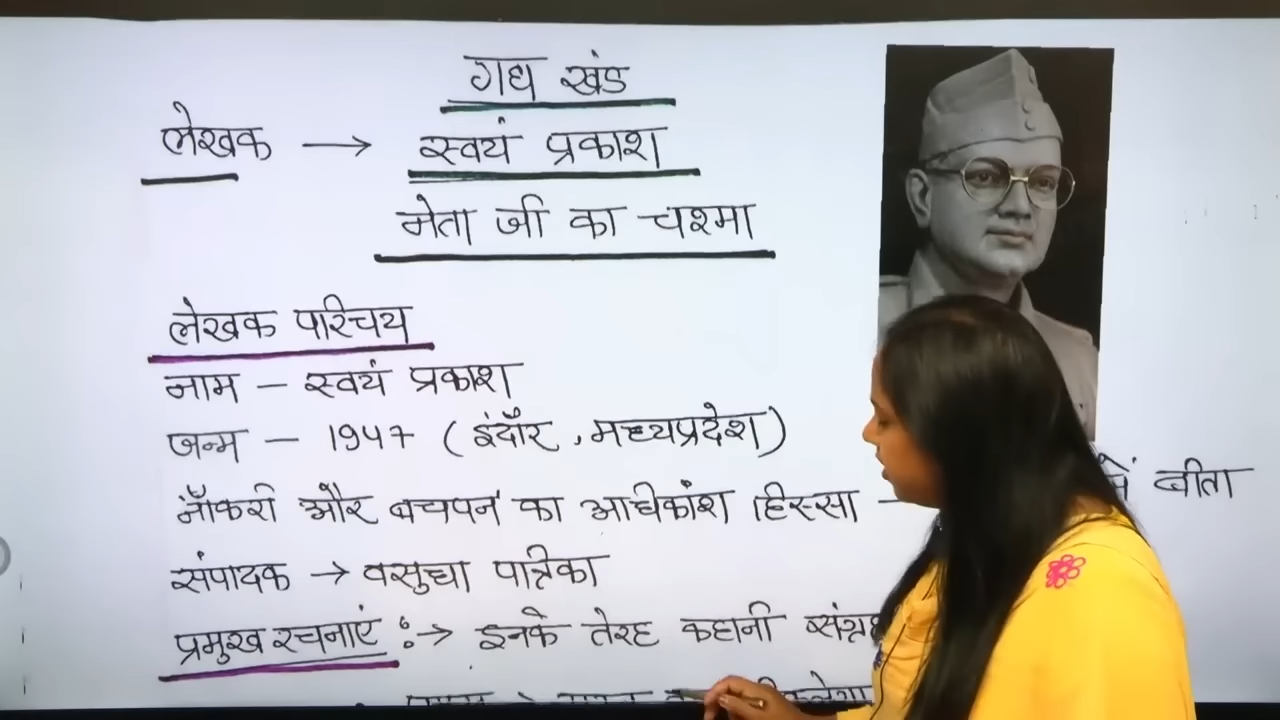 गद्य खंड
लेखक → स्वयं प्रकाश
नेता जी का चश्मा
लेखक परिचय
नाम – स्वयं प्रकाश
जन्म – 1947 (इंदौर, मध्यप्रदेश)
नौकरी और बचपन का अधिकांश हिस्सा – में बीता
संपादक → वसुधा पत्रिका
प्रमुख रचनाएं :→ इनके तेरह कहानी संग्रह